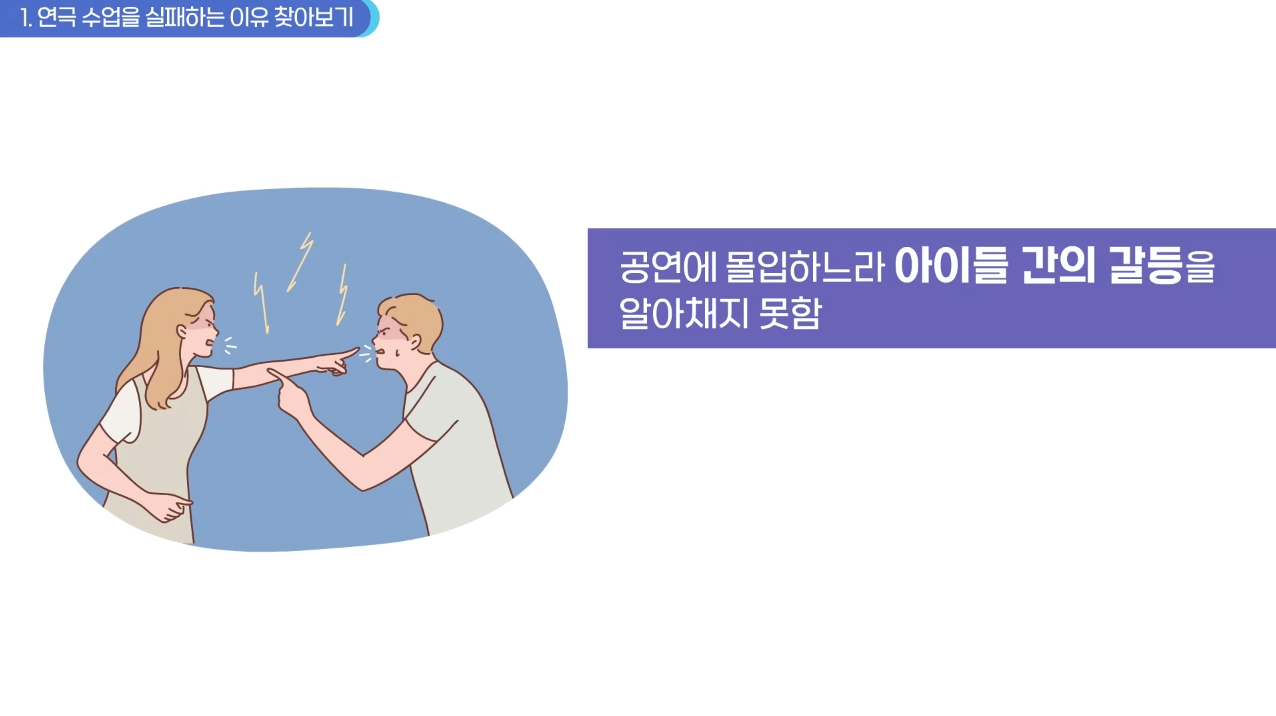 1. 연극 수업을 실패하는 이유 찾아보기
공연에 몰입하느라 아이들 간의 갈등을
알아채지 못함